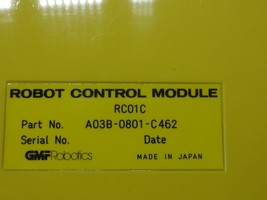 ROBOT CONTROL MODULE
RC01C
Part No. A03B-0801-C462
Serial No. Date
GMFRobotics MADE IN JAPAN